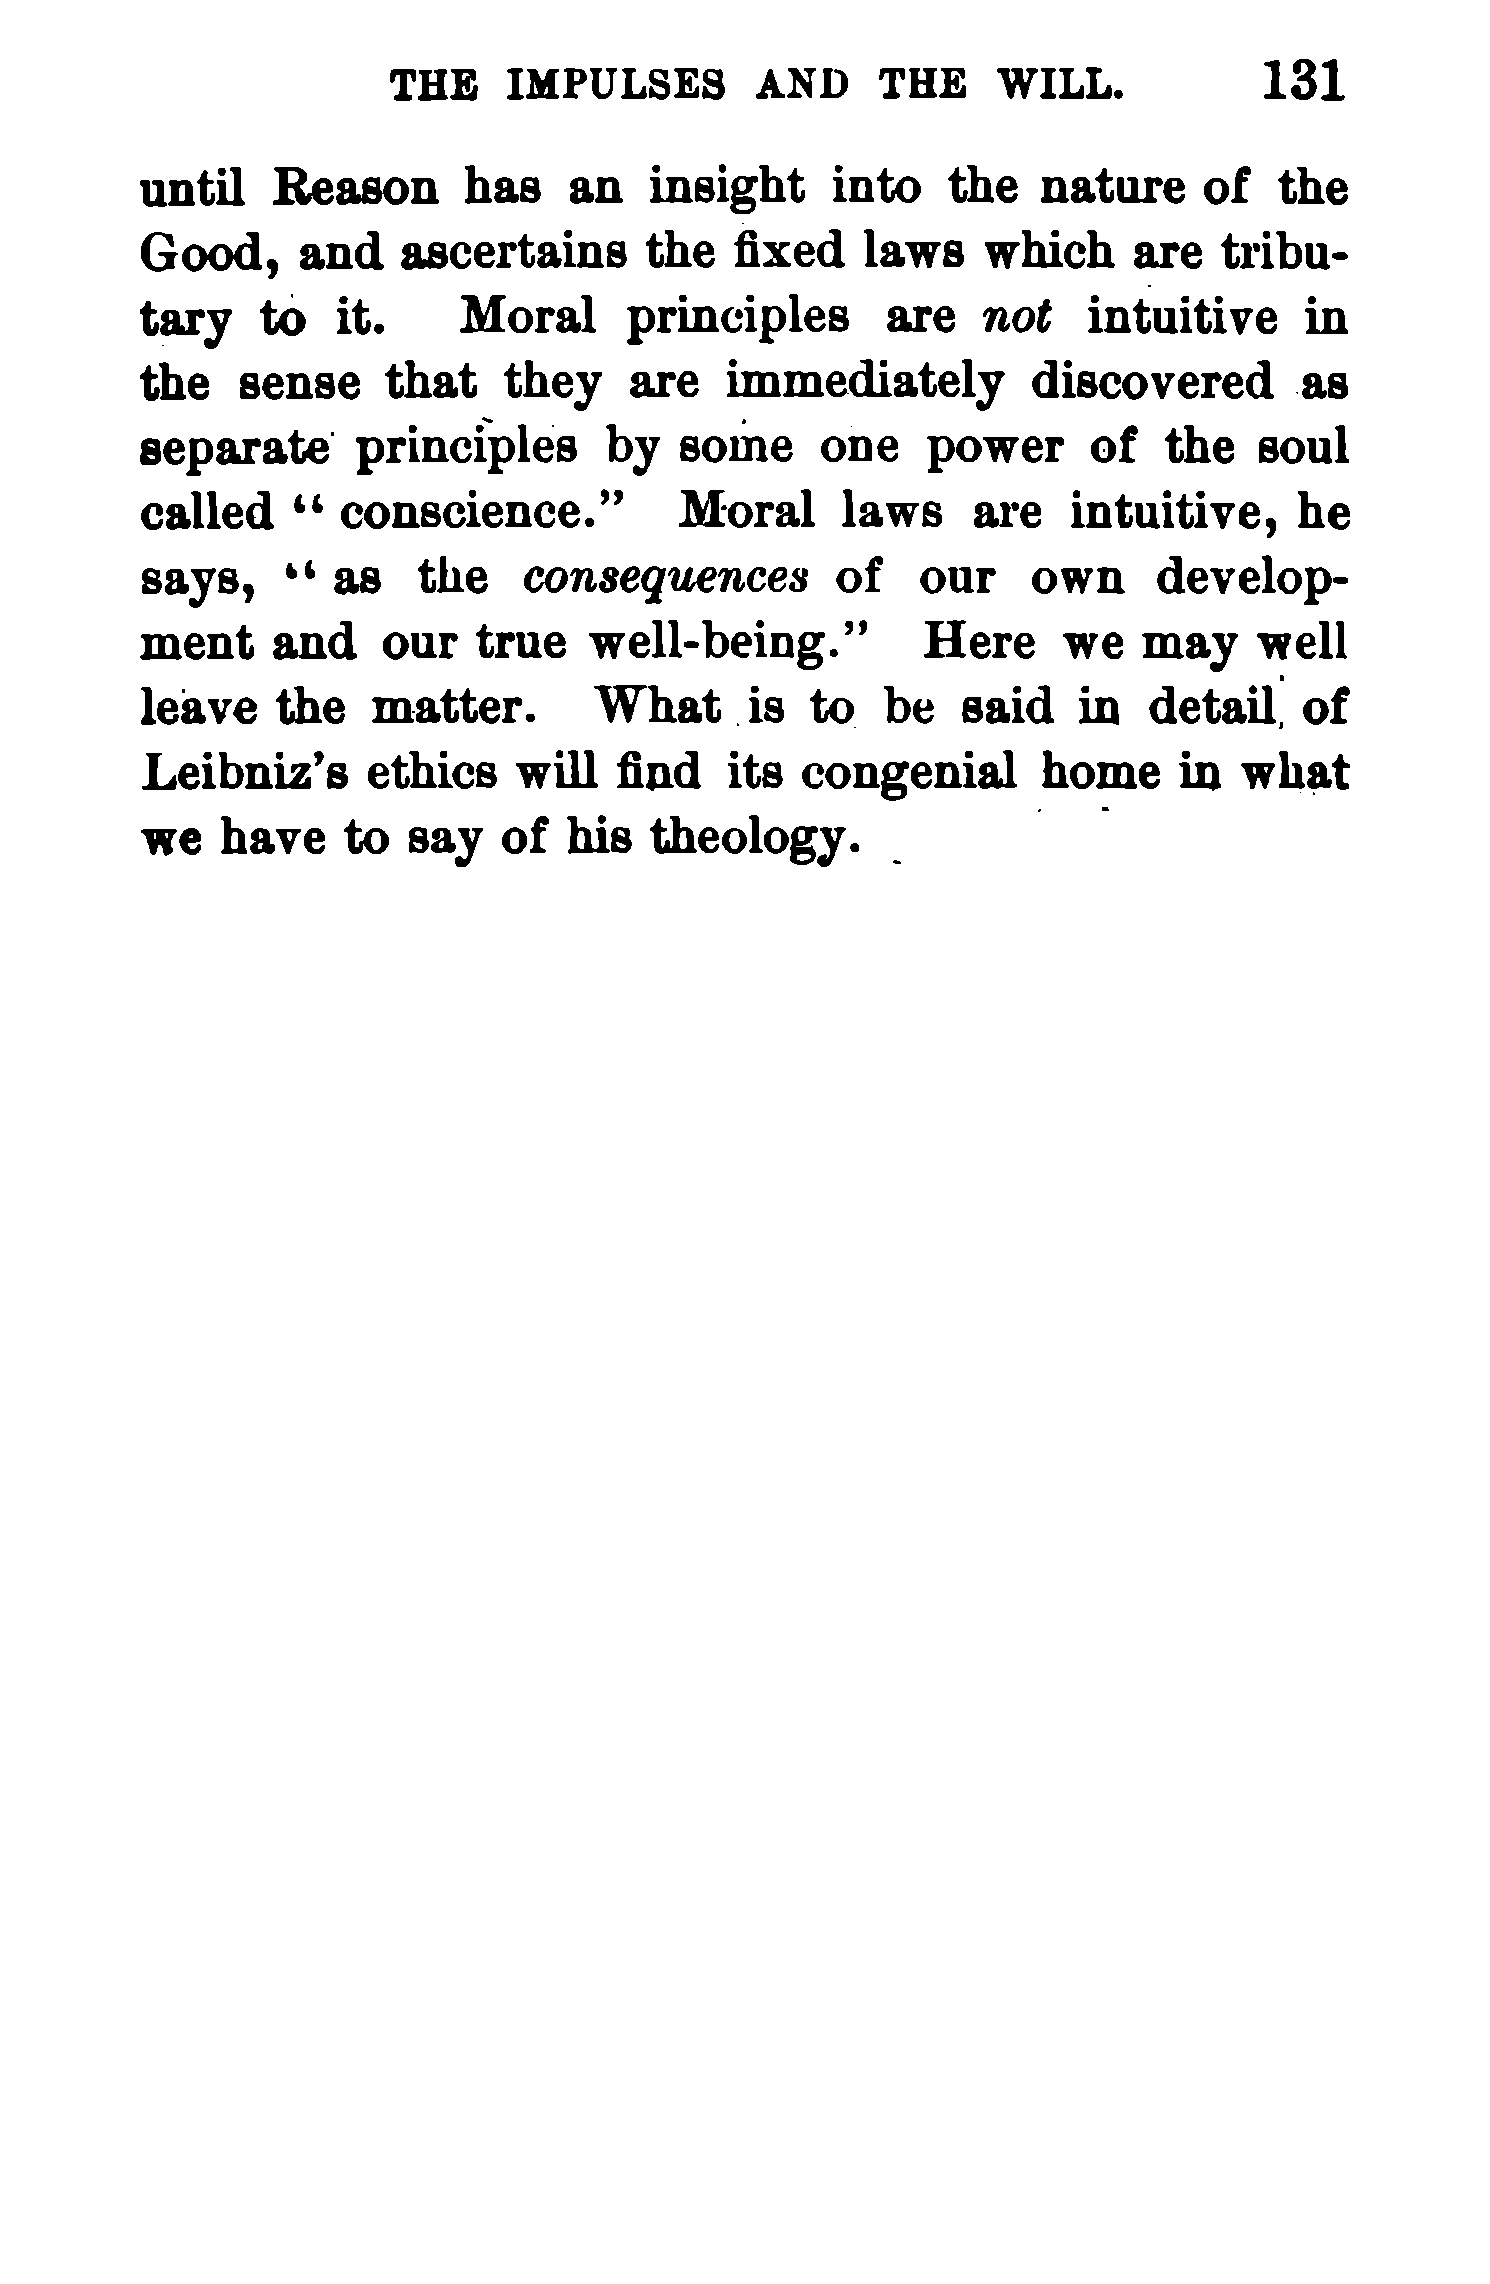 THE IMPULSES AND THE WILL. 131
until Reason has an insight into the nature of the
Good, and ascertains the fixed laws which are tribu-
tary to it. Moral principles are not intuitive in
the sense that they are immediately discovered as
separate principles by some one power of the soul
called “ conscience.” Moral laws are intuitive, he
says, “ as the consequences of our own develop-
ment and our true well-being.” Here we may well
leave the matter. What is to be said in detail of
Leibniz’s ethics will find its congenial home in what
we have to say of his theology.